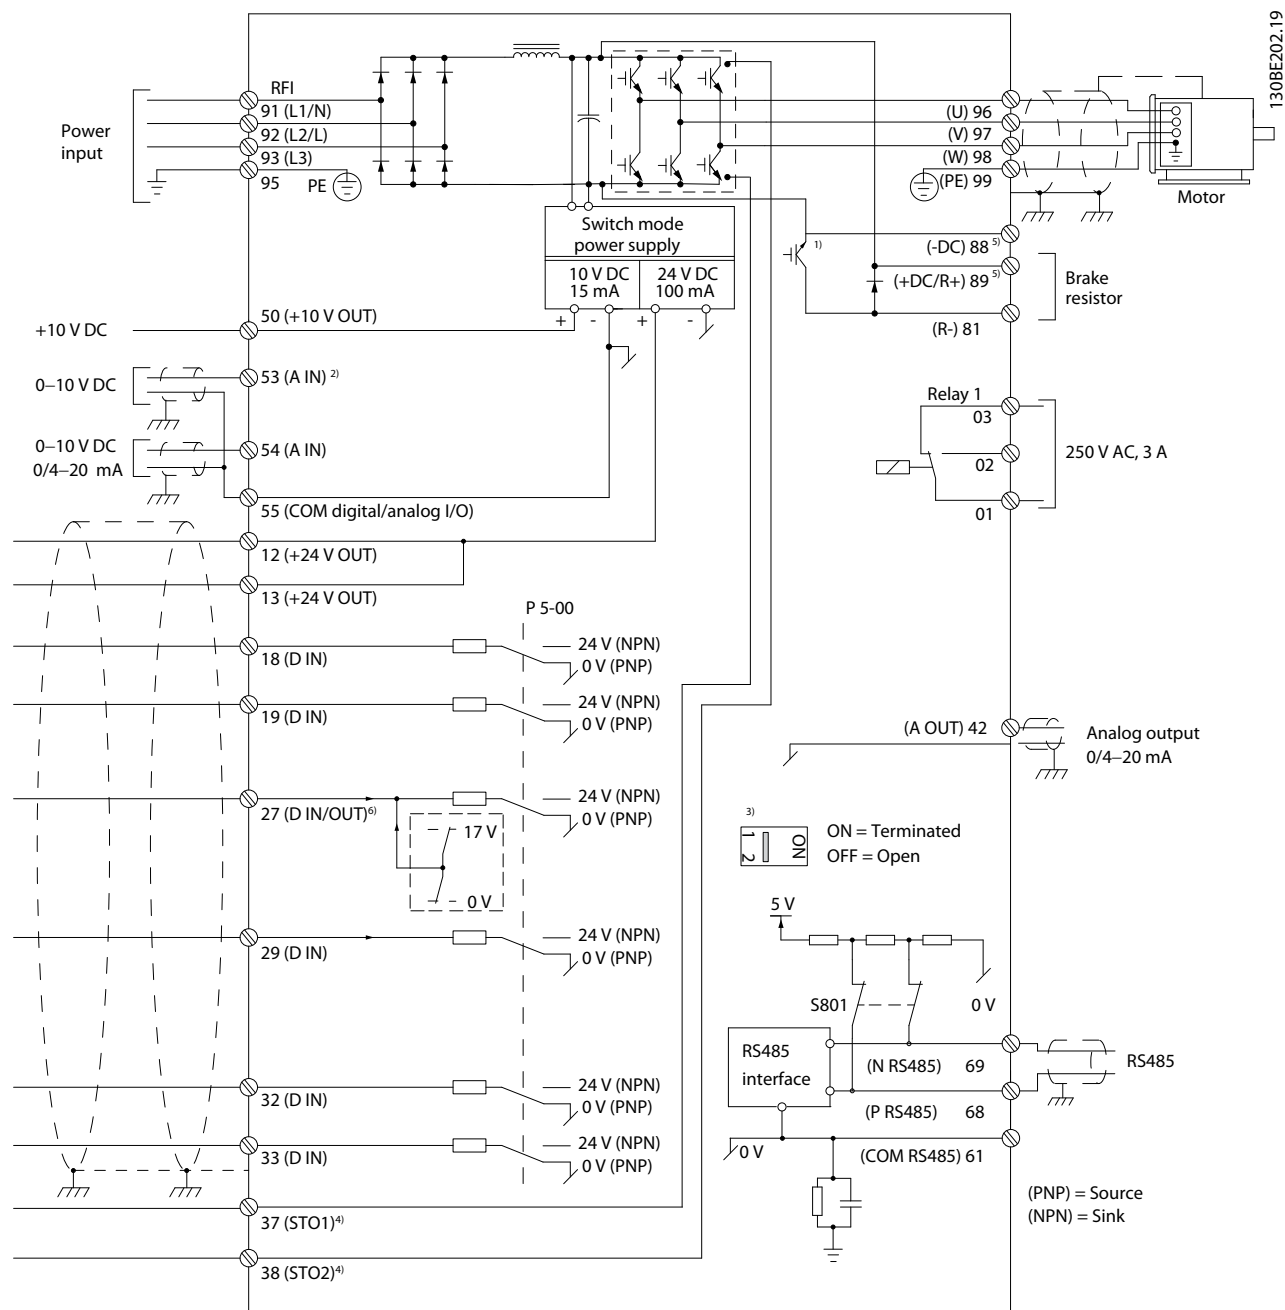 130BE202.19
RFI
Power
input
91 (L1/N)
92 (L2/L)
93 (L3)
95
PE
(U) 96
(V) 97
(W) 98
(PE) 99
Motor
Switch mode
power supply
10 V DC
15 mA
24 V DC
100 mA
+ - + -
1)
(-DC) 88 5)
(+DC/R+) 89 5)
(R-) 81
Brake
resistor
+10 V DC
50 (+10 V OUT)
0–10 V DC
53 (A IN) 2)
0–10 V DC
0/4–20 mA
54 (A IN)
55 (COM digital/analog I/O)
12 (+24 V OUT)
13 (+24 V OUT)
Relay 1
03
02
01
250 V AC, 3 A
P 5-00
18 (D IN)
24 V (NPN)
0 V (PNP)
19 (D IN)
24 V (NPN)
0 V (PNP)
27 (D IN/OUT) 6)
24 V (NPN)
0 V (PNP)
17 V
0 V
29 (D IN)
24 V (NPN)
0 V (PNP)
32 (D IN)
24 V (NPN)
0 V (PNP)
33 (D IN)
24 V (NPN)
0 V (PNP)
37 (STO1) 4)
38 (STO2) 4)
(A OUT) 42
Analog output
0/4–20 mA
3)
1 2
ON
ON = Terminated
OFF = Open
5 V
S801
0 V
RS485
interface
(N RS485) 69
(P RS485) 68
RS485
0 V
(COM RS485) 61
(PNP) = Source
(NPN) = Sink